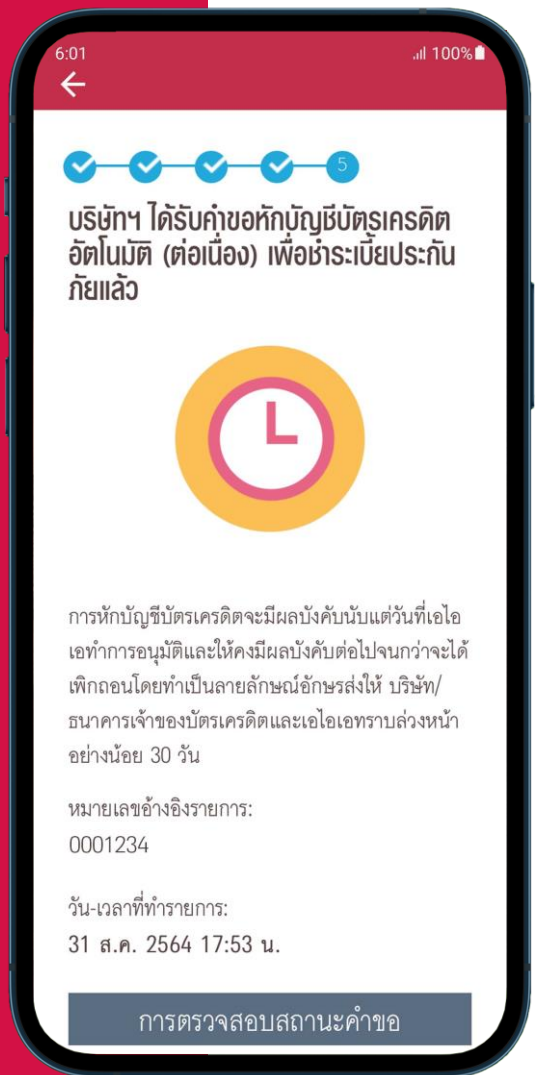 6:01
100%
5
บริษัทฯ ได้รับคำขอหักบัญชีบัตรเครดิต
อัตโนมัติ (ต่อเนื่อง) เพื่อชำระเบี้ยประกัน
ภัยแล้ว
การหักบัญชีบัตรเครดิตจะมีผลบังคับนับแต่วันที่เอไอ
เอทำการอนุมัติและให้คงมีผลบังคับต่อไปจนกว่าจะได้
เพิกถอนโดยทำเป็นลายลักษณ์อักษรส่งให้ บริษัท/
ธนาคารเจ้าของบัตรเครดิตและเอไอเอทราบล่วงหน้า
อย่างน้อย 30 วัน
หมายเลขอ้างอิงรายการ:
0001234
วัน-เวลาที่ทำรายการ:
31 ส.ค. 2564 17:53 น.
การตรวจสอบสถานะคำขอ